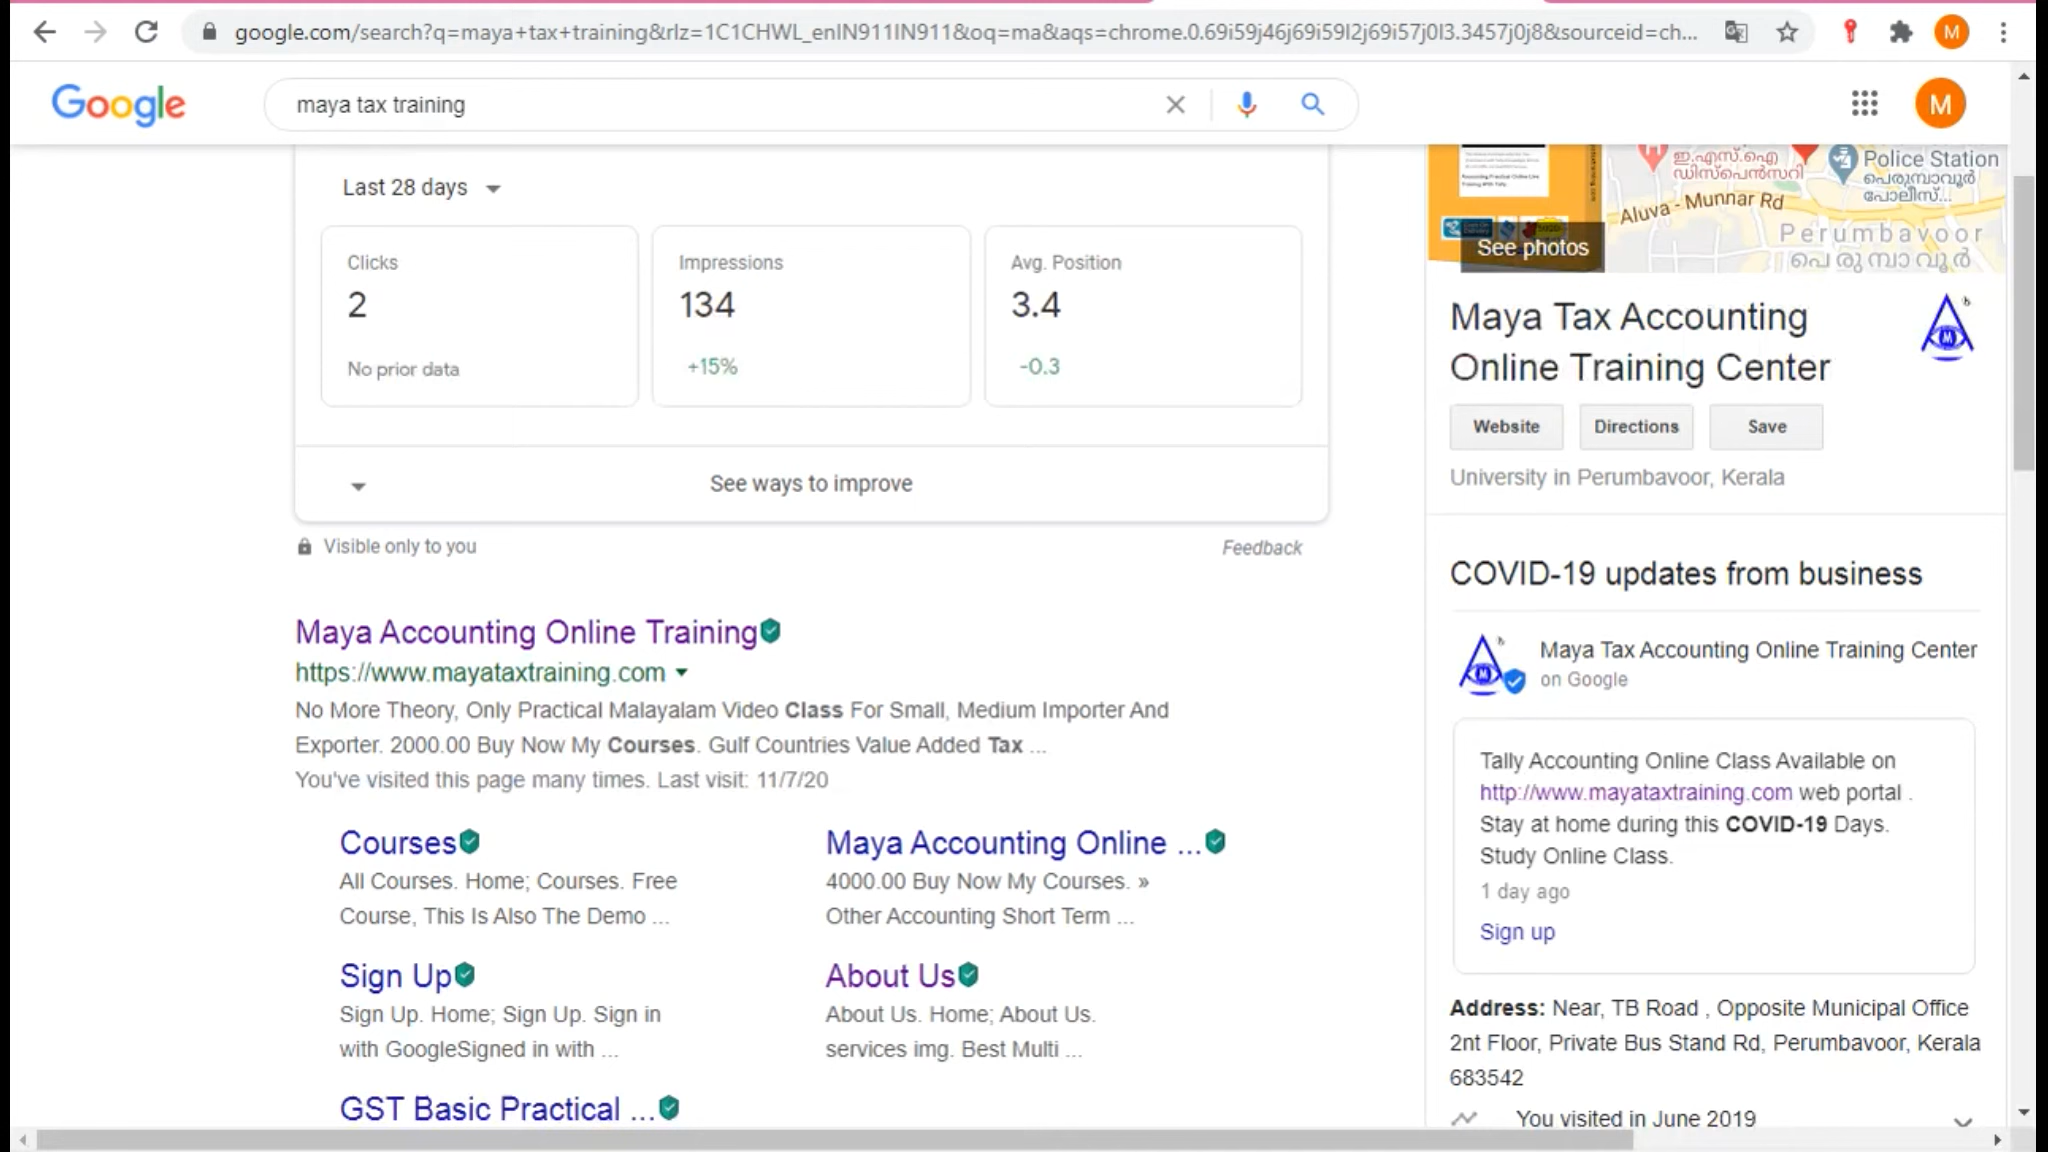 google.com/search?q=maya+tax+training&rlz=1C1CHWL_enIN911IN911&oq=ma&aqs=chrome.0.69i59j46j69i59l2j69i57j0l3.3457j0j8&sourceid=ch...
M
Google
maya tax training
M
Last 28 days
Clicks
2
No prior data
Impressions
134
+15%
Avg. Position
3.4
-0.3
See ways to improve
Visible only to you
Feedback
Maya Accounting Online Training
https://www.mayataxtraining.com
No More Theory, Only Practical Malayalam Video Class For Small, Medium Importer And
Exporter. 2000.00 Buy Now My Courses. Gulf Countries Value Added Tax ...
You've visited this page many times. Last visit: 11/7/20
Courses
All Courses. Home; Courses. Free
Course, This Is Also The Demo ...
Maya Accounting Online ...
4000.00 Buy Now My Courses. »
Other Accounting Short Term ...
Sign Up
Sign Up. Home; Sign Up. Sign in
with GoogleSigned in with ...
About Us
About Us. Home; About Us.
services img. Best Multi ...
GST Basic Practical ...
See photos
ഇ.എസ്.ഐ
ഡിസ്പെൻസറി
Police Station
പെരുമ്പാവൂർ
പോലീസ്...
Aluva - Munnar Rd
Perumbavoor
പെരുമ്പാവൂർ
Maya Tax Accounting
Online Training Center
Website
Directions
Save
University in Perumbavoor, Kerala
COVID-19 updates from business
Maya Tax Accounting Online Training Center
on Google
Tally Accounting Online Class Available on
http://www.mayataxtraining.com web portal .
Stay at home during this COVID-19 Days.
Study Online Class.
1 day ago
Sign up
Address: Near, TB Road , Opposite Municipal Office
2nt Floor, Private Bus Stand Rd, Perumbavoor, Kerala
683542
You visited in June 2019